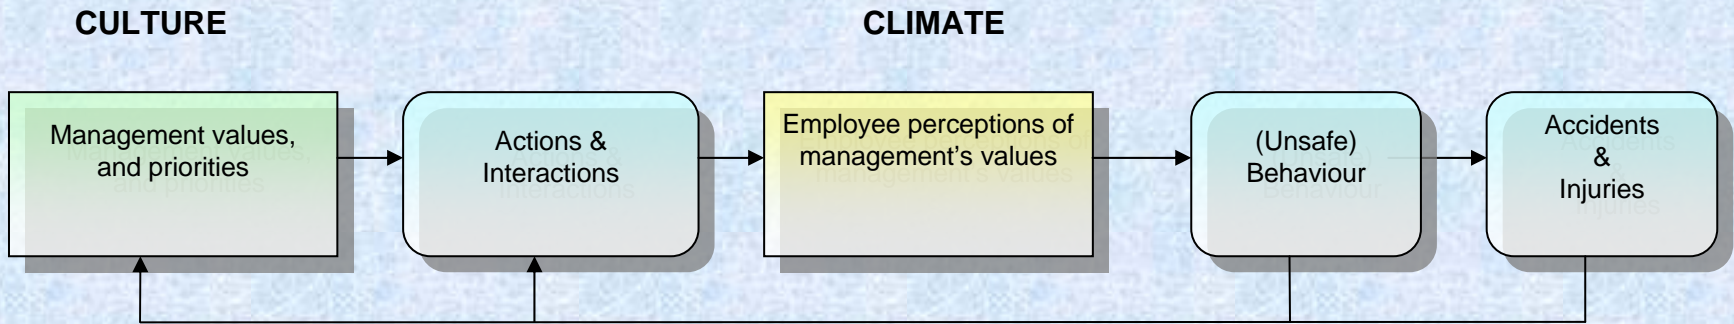 CULTURE
CLIMATE
Management values,
and priorities
Actions &
Interactions
Employee perceptions of
management's values
(Unsafe)
Behaviour
Accidents
&
Injuries